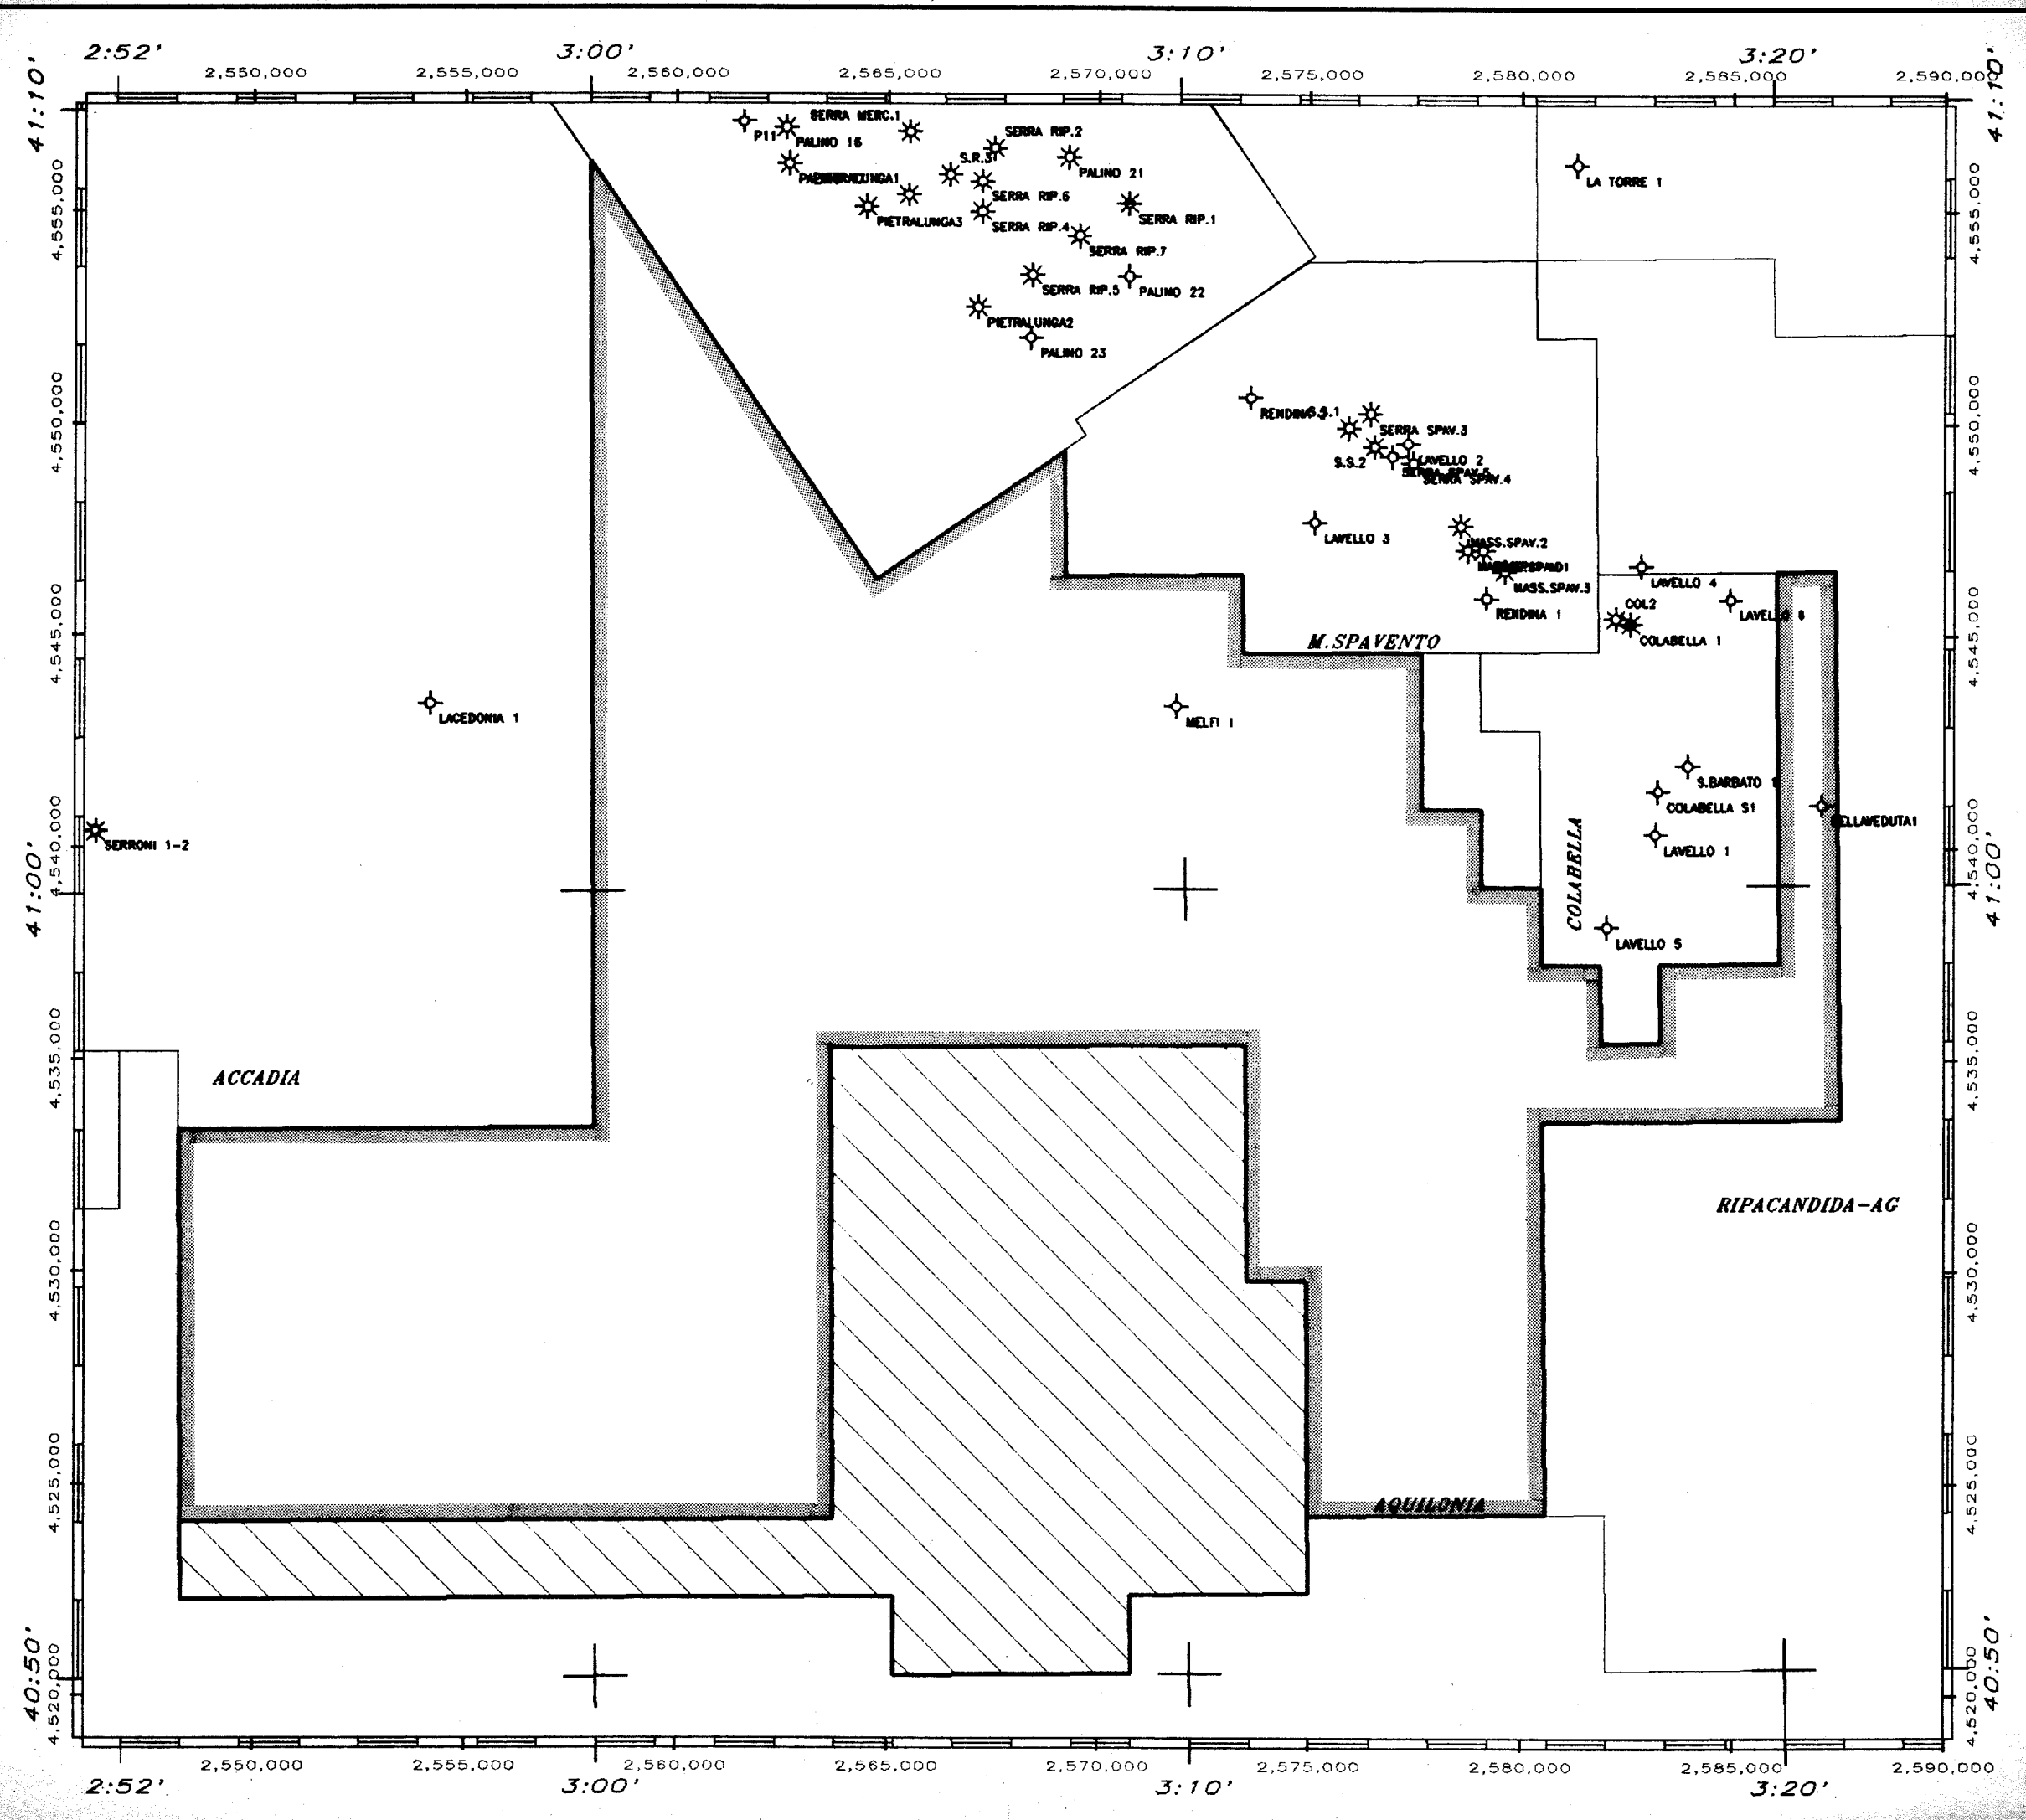 2:52' 3:00' 3:10' 3:20'
2,550,000 2,555,000 2,560,000 2,565,000 2,570,000 2,575,000 2,580,000 2,585,000 2,590,000
41:10' 41:10'
SERRA MERC.1
P11
PALINO 16
SERRA RIP.2
S.R.3
PALINO 21
PIETRALUNGA1
LA TORRE 1
SERRA RIP.6
PIETRALUNGA3
SERRA RIP.4
SERRA RIP.1
4,555,000 4,555,000
SERRA RIP.7
SERRA RIP.5
PALINO 22
PIETRALUNGA2
PALINO 23
4,550,000 4,550,000
S.S.1
SERRA SPAV.3
S.S.2
LAVELLO 2
SERRA SPAV.5
SERRA SPAV.4
LAVELLO 3
MASS.SPAV.2
MASS.SPAV.3
LAVELLO 4
COL2
RENDINA 1
LAVELLO 6
COLABELLA 1
4,545,000 4,545,000
M.SPAVENTO
LACEDONIA 1
MELFI 1
S.BARBATO 1
COLABELLA S1
BELLAVEDUTA1
SERRONI 1-2
LAVELLO 1
4,540,000 4,540,000
COLABELLA
41:00' 41:00'
LAVELLO 5
4,535,000 4,535,000
ACCADIA
RIPACANDIDA-AG
4,530,000 4,530,000
4,525,000 4,525,000
AQUILONIA
40:50' 40:50'
4,520,000 4,520,000
2,550,000 2,555,000 2,560,000 2,565,000 2,570,000 2,575,000 2,580,000 2,585,000 2,590,000
2:52' 3:00' 3:10' 3:20'